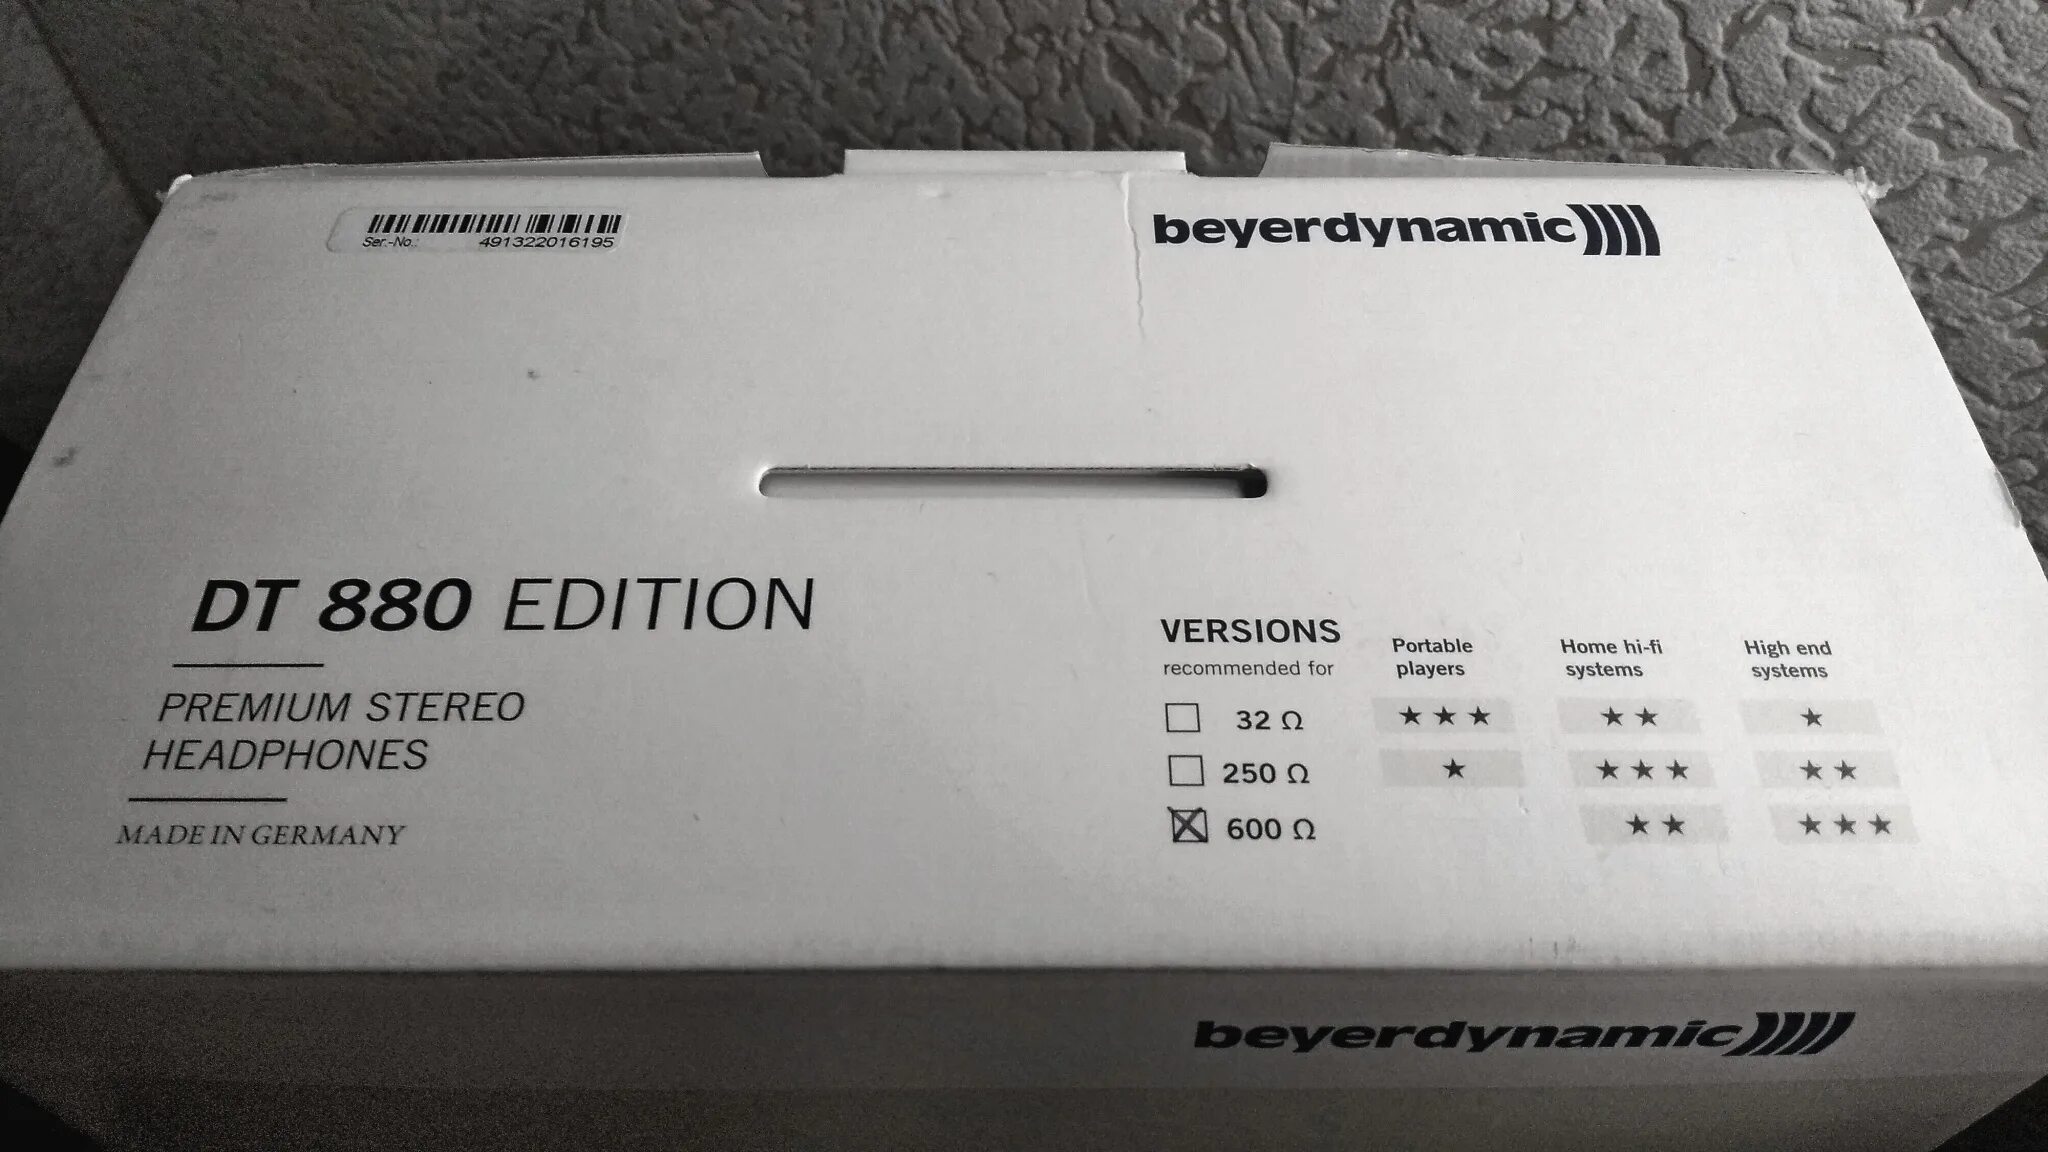 Ser.-No.: 491322016195
beyerdynamic
DT 880 EDITION
PREMIUM STEREO
HEADPHONES
MADE IN GERMANY
VERSIONS
recommended for
Portable
players
Home hi-fi
systems
High end
systems
32 Ω ★★★ ★★ ★
250 Ω ★ ★★★ ★★
600 Ω ★★ ★★★
beyerdynamic